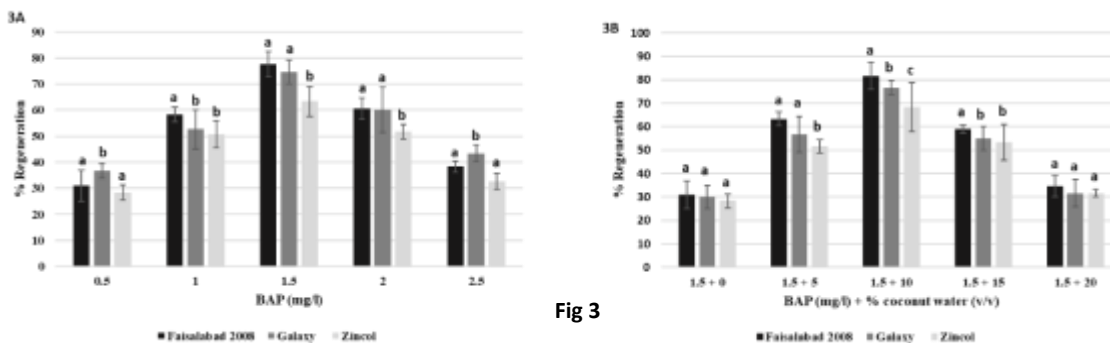 3A
% Regeneration
90
80
70
60
50
40
30
20
10
0
a b a
a b b
a a b
a a b
a b a
0.5 1 1.5 2 2.5
BAP (mg/l)
Faisalabad 2008 Galaxy Zincol
Fig 3
3B
% Regeneration
100
90
80
70
60
50
40
30
20
10
0
a a a
a a b
a b c
a b b
a a a
1.5 + 0 1.5 + 5 1.5 + 10 1.5 + 15 1.5 + 20
BAP (mg/l) + % coconut water (v/v)
Faisalabad 2008 Galaxy Zincol